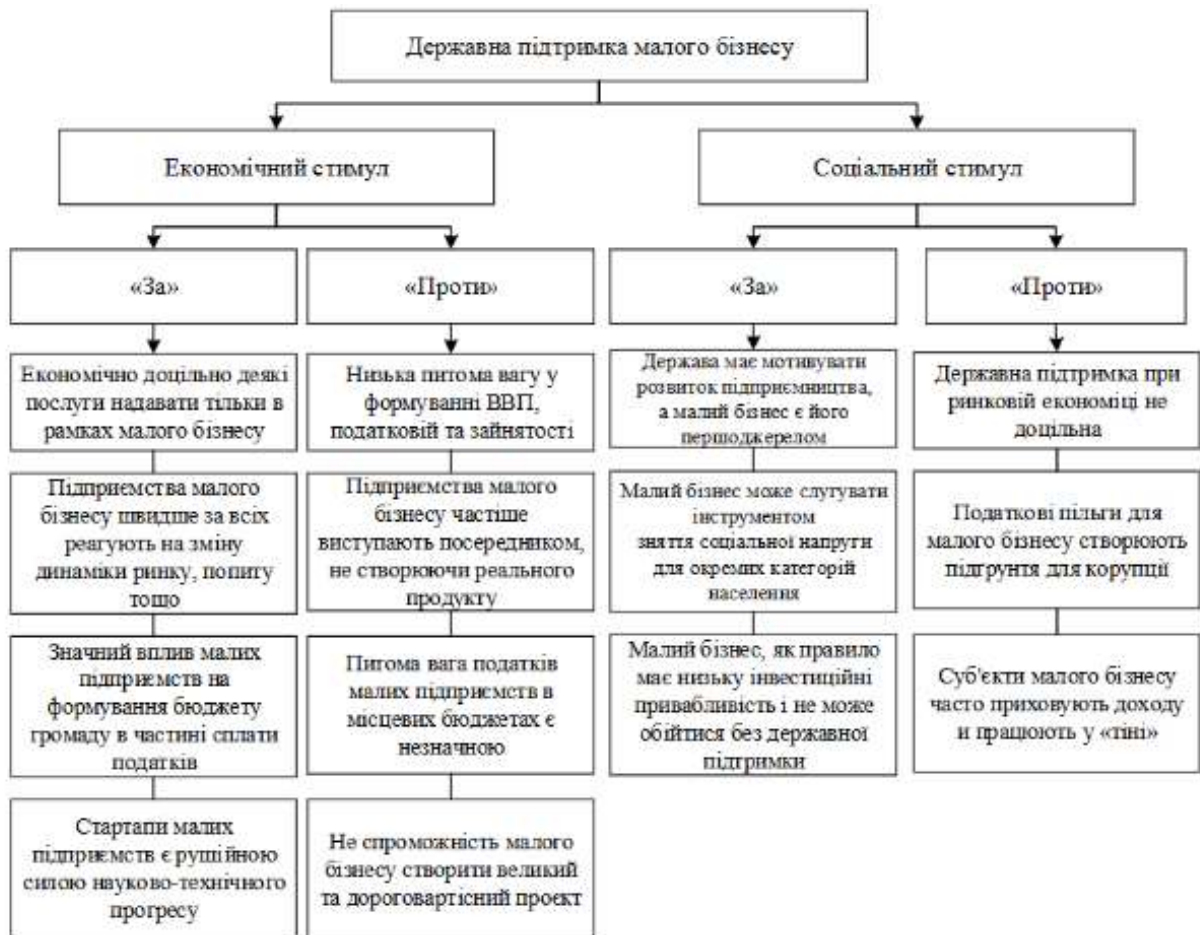 Державна підтримка малого бізнесу
Економічний стимул
Соціальний стимул
«За»
«Проти»
«За»
«Проти»
Економічно доцільно деякі
послуги надавати тільки в
рамках малого бізнесу
Підприємства малого
бізнесу швидше за всіх
реагують на зміну
динаміки ринку, попиту
тощо
Значний вплив малих
підприємств на
формування бюджету
громаду в частині сплати
податків
Стартапи малих
підприємств є рушійною
силою науково-технічного
прогресу
Низька питома вагу у
формуванні ВВП,
податковій та зайнятості
Підприємства малого
бізнесу частіше
виступають посередником,
не створюючи реального
продукту
Питома вага податків
малих підприємств в
місцевих бюджетах є
незначною
Не спроможність малого
бізнесу створити великий
та дороговартісний проєкт
Держава має мотивувати
розвиток підприємництва,
а малий бізнес є його
першоджерелом
Малий бізнес може слугувати
інструментом
зняття соціальної напруги
для окремих категорій
населення
Малий бізнес, як правило
має низьку інвестиційні
привабливість і не може
обійтися без державної
підтримки
Державна підтримка при
ринковій економіці не
доцільна
Податкові пільги для
малого бізнесу створюють
підґрунтя для корупції
Суб'єкти малого бізнесу
часто приховують доходу
и працюють у «тіні»